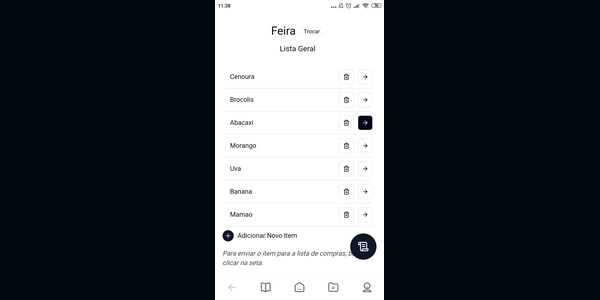 11:38
Feira Trocar
Lista Geral
Cenoura
Brocolis
Abacaxi
Morango
Uva
Banana
Mamao
Adicionar Novo Item
Para enviar o item para a lista de compras,
clicar na seta.